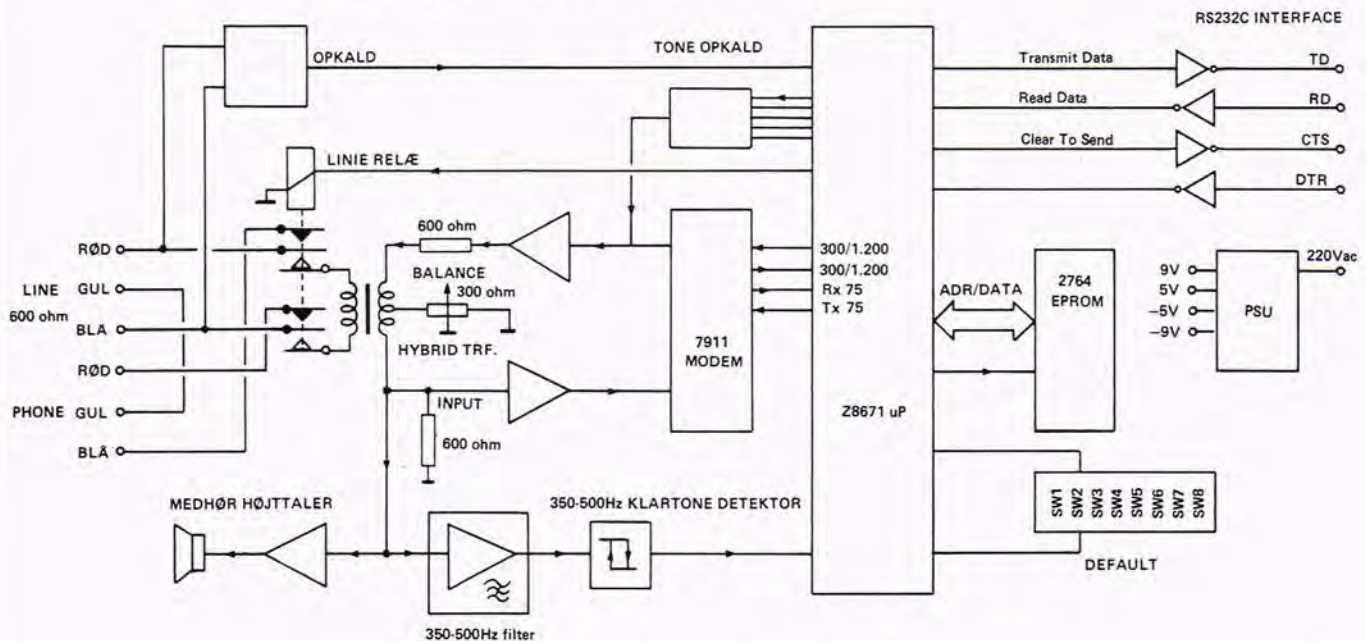 RS232C INTERFACE
OPKALD
TONE OPKALD
Transmit Data
TD
Read Data
RD
Clear To Send
CTS
DTR
LINIE RELÆ
RØD
LINE
600 ohm
GUL
BLÅ
RØD
PHONE
GUL
BLÅ
600 ohm
BALANCE
300 ohm
HYBRID TRF.
INPUT
600 ohm
7911
MODEM
300/1.200
300/1.200
Rx 75
Tx 75
Z8671 uP
ADR/DATA
2764
EPROM
9V
5V
–5V
–9V
PSU
220Vac
SW1
SW2
SW3
SW4
SW5
SW6
SW7
SW8
DEFAULT
MEDHØR HØJTTALER
350-500Hz KLARTONE DETEKTOR
350-500Hz filter